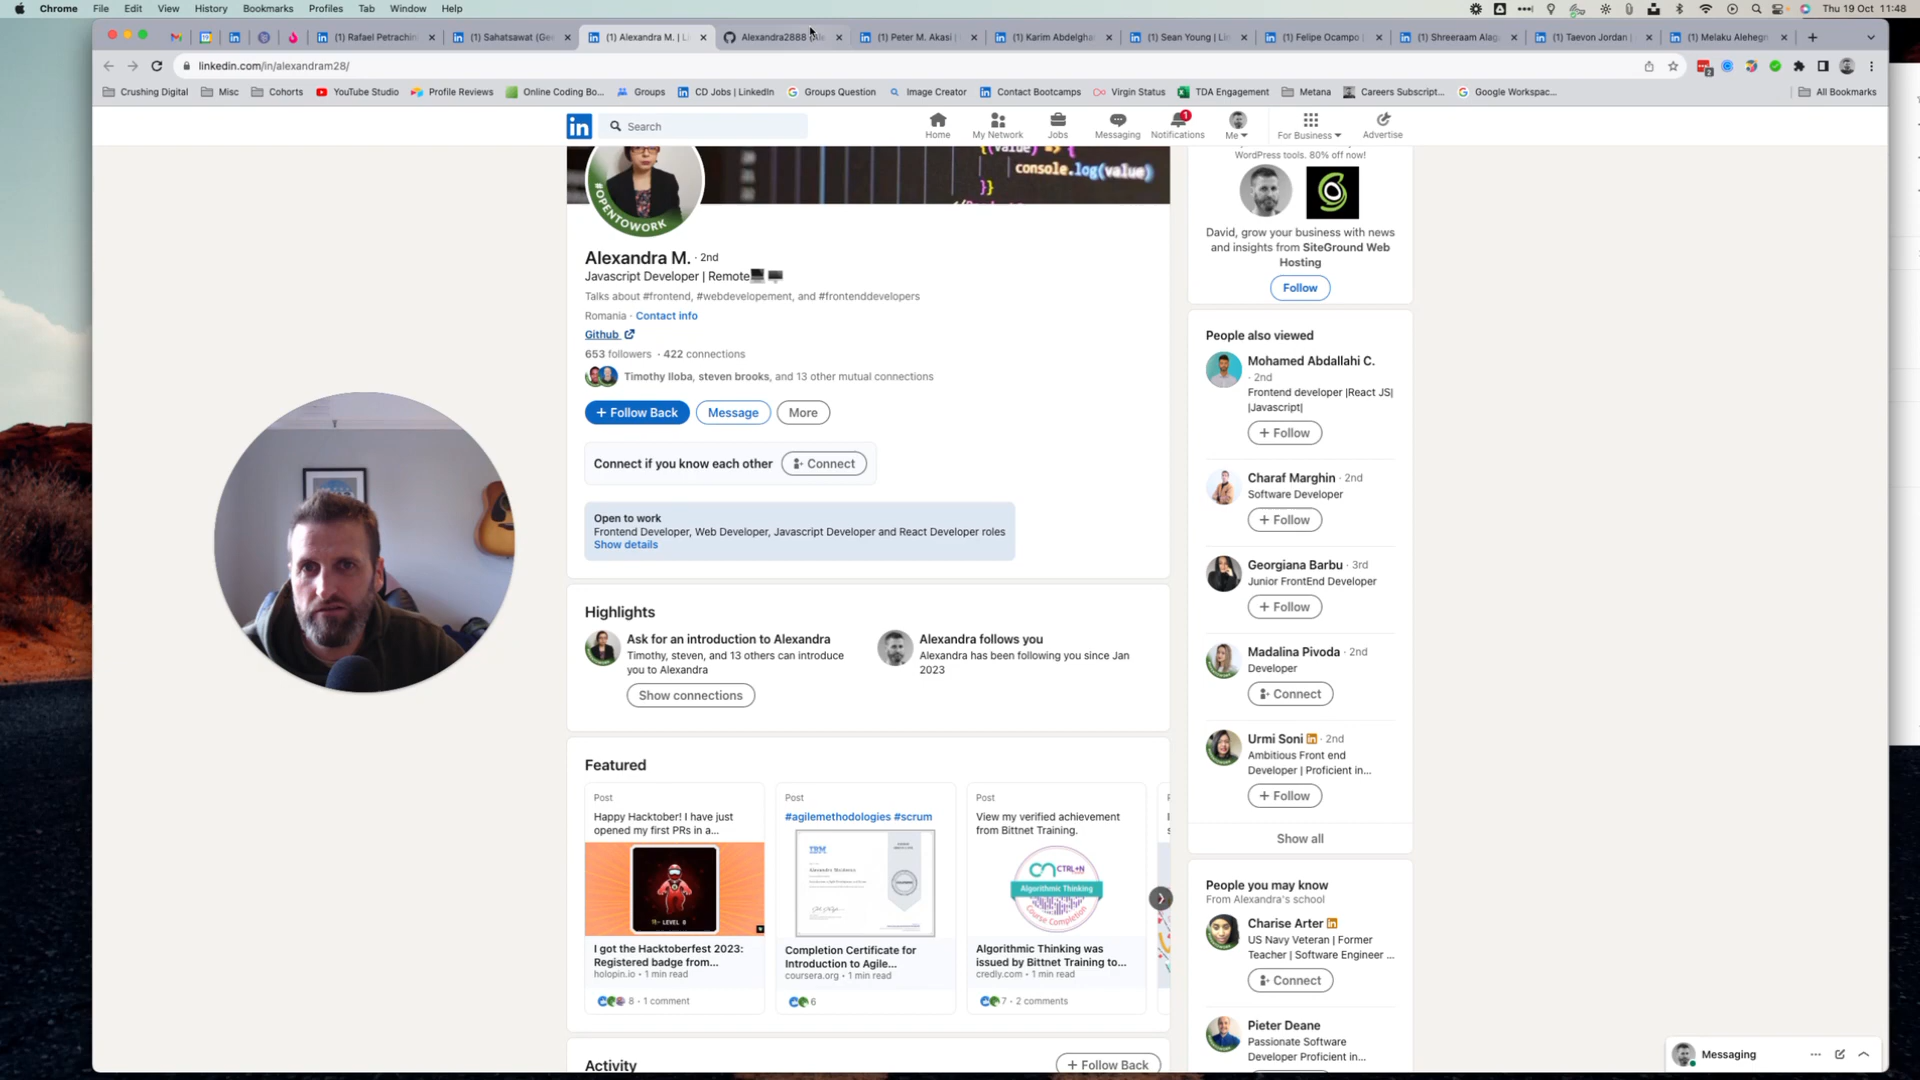 Chrome File Edit View History Bookmarks Profiles Tab Window Help Thu 19 Oct 11:48
(1) Rafael Petrachin (1) Sahatsawat (Ge (1) Alexandra M. | L Alexandra2888 (1) Peter M. Akasi | (1) Karim Abdelgha (1) Sean Young | Lin (1) Felipe Ocampo | (1) Shreeraam Alag (1) Taevon Jordan | (1) Melaku Alehegn
linkedin.com/in/alexandram28/
Crushing Digital Misc Cohorts YouTube Studio Profile Reviews Online Coding Bo... Groups CD Jobs | LinkedIn Groups Question Image Creator Contact Bootcamps Virgin Status TDA Engagement Metana Careers Subscript... Google Workspac... All Bookmarks
Search
Home My Network Jobs Messaging Notifications Me For Business Advertise
1
{(value) => {
console.log(value)
}}
#OPENTOWORK
Alexandra M. · 2nd
Javascript Developer | Remote
Talks about #frontend, #webdevelopement, and #frontenddevelopers
Romania · Contact info
Github
653 followers · 422 connections
Timothy Iloba, steven brooks, and 13 other mutual connections
+ Follow Back Message More
Connect if you know each other Connect
Open to work
Frontend Developer, Web Developer, Javascript Developer and React Developer roles
Show details
Highlights
Ask for an introduction to Alexandra
Timothy, steven, and 13 others can introduce
you to Alexandra
Show connections
Alexandra follows you
Alexandra has been following you since Jan
2023
Featured
Post
Happy Hacktober! I have just
opened my first PRs in a...
LEVEL 0
I got the Hacktoberfest 2023:
Registered badge from...
holopin.io • 1 min read
8 · 1 comment
Post
#agilemethodologies #scrum
IBM
Completion Certificate for
Introduction to Agile...
coursera.org • 1 min read
6
Post
View my verified achievement
from Bittnet Training.
CTRL+N
Algorithmic Thinking
Course Completion
Algorithmic Thinking was
issued by Bittnet Training to...
credly.com • 1 min read
7 · 2 comments
Activity
+ Follow Back
WordPress tools. 80% off now!
David, grow your business with news
and insights from SiteGround Web
Hosting
Follow
People also viewed
Mohamed Abdallahi C.
· 2nd
Frontend developer |React JS|
|Javascript|
+ Follow
Charaf Marghin · 2nd
Software Developer
+ Follow
Georgiana Barbu · 3rd
Junior FrontEnd Developer
+ Follow
Madalina Pivoda · 2nd
Developer
Connect
Urmi Soni · 2nd
Ambitious Front end
Developer | Proficient in...
+ Follow
Show all
People you may know
From Alexandra's school
Charise Arter
US Navy Veteran | Former
Teacher | Software Engineer ...
Connect
Pieter Deane
Passionate Software
Developer Proficient in...
Messaging